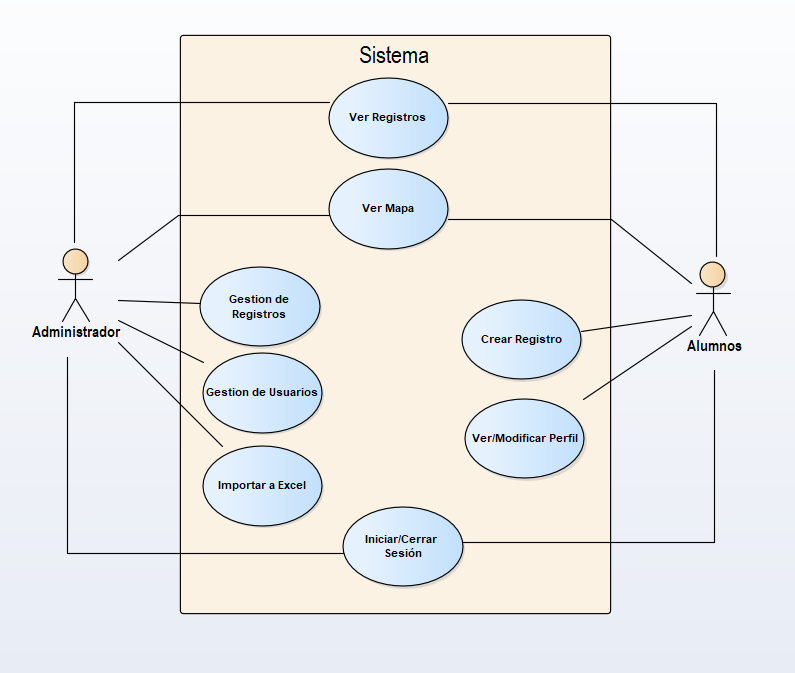 Sistema
Ver Registros
Ver Mapa
Gestion de
Registros
Administrador
Crear Registro
Alumnos
Gestion de Usuarios
Ver/Modificar Perfil
Importar a Excel
Iniciar/Cerrar
Sesión